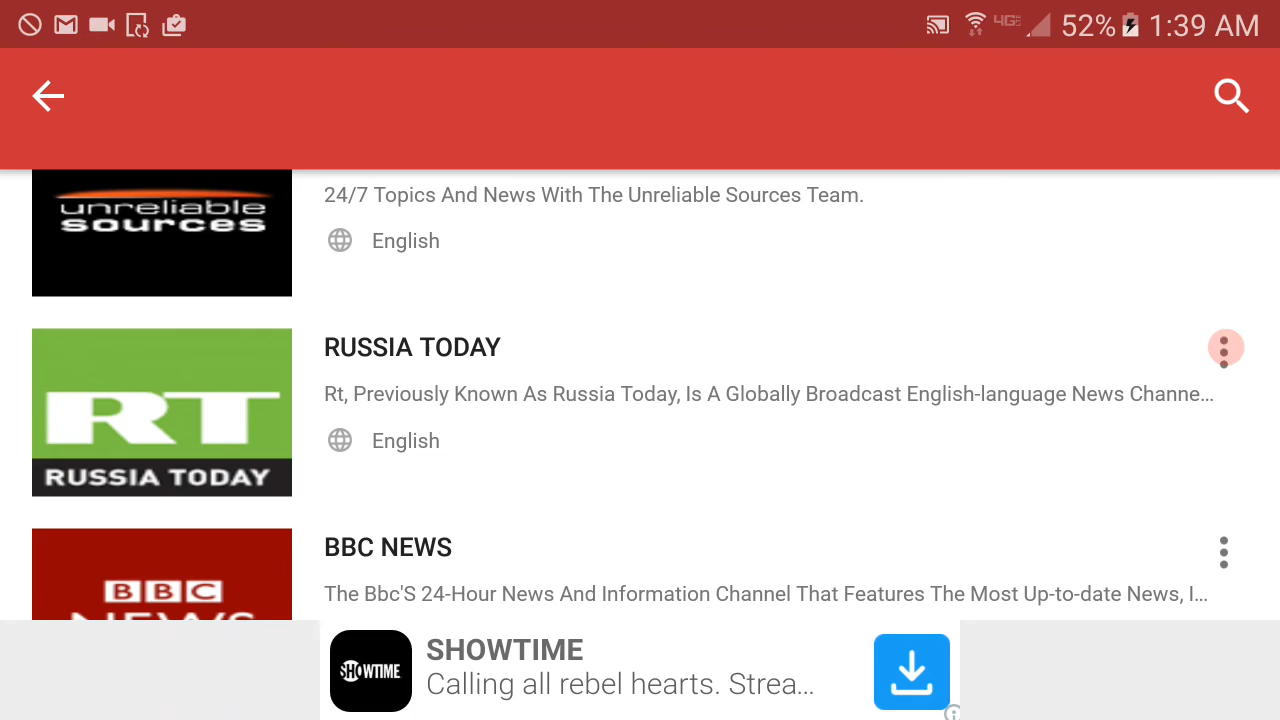 4G
52%
1:39 AM
unreliable
sources
24/7 Topics And News With The Unreliable Sources Team.
English
RT
RUSSIA TODAY
RUSSIA TODAY
Rt, Previously Known As Russia Today, Is A Globally Broadcast English-language News Channe...
English
BBC
NEWS
BBC NEWS
The Bbc'S 24-Hour News And Information Channel That Features The Most Up-to-date News, I...
SHOWTIME
SHOWTIME
Calling all rebel hearts. Strea...